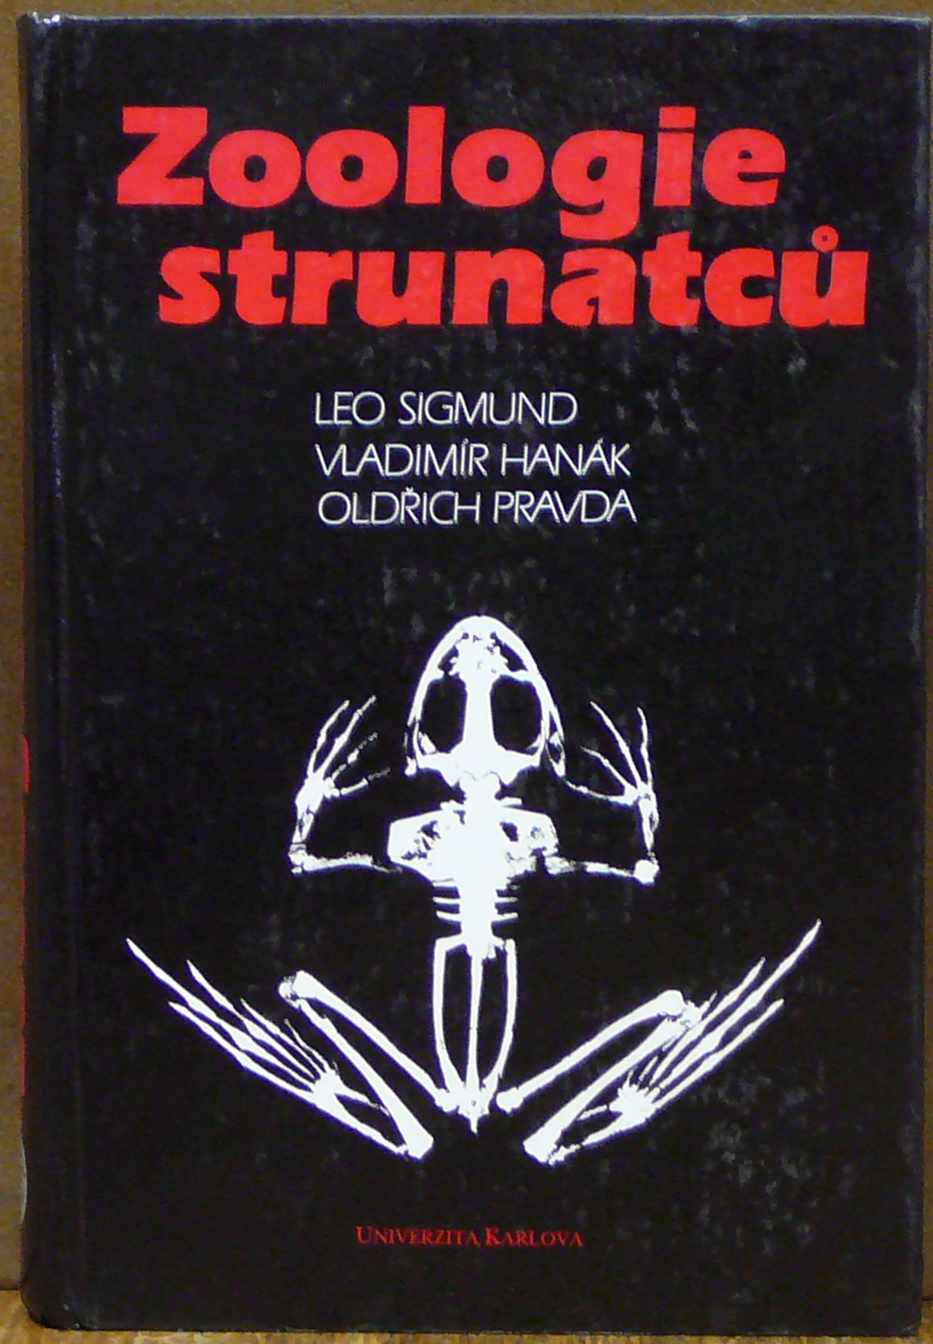 Zoologie
strunatců
LEO SIGMUND
VLADIMÍR HANÁK
OLDŘICH PRAVDA
UNIVERZITA KARLOVA